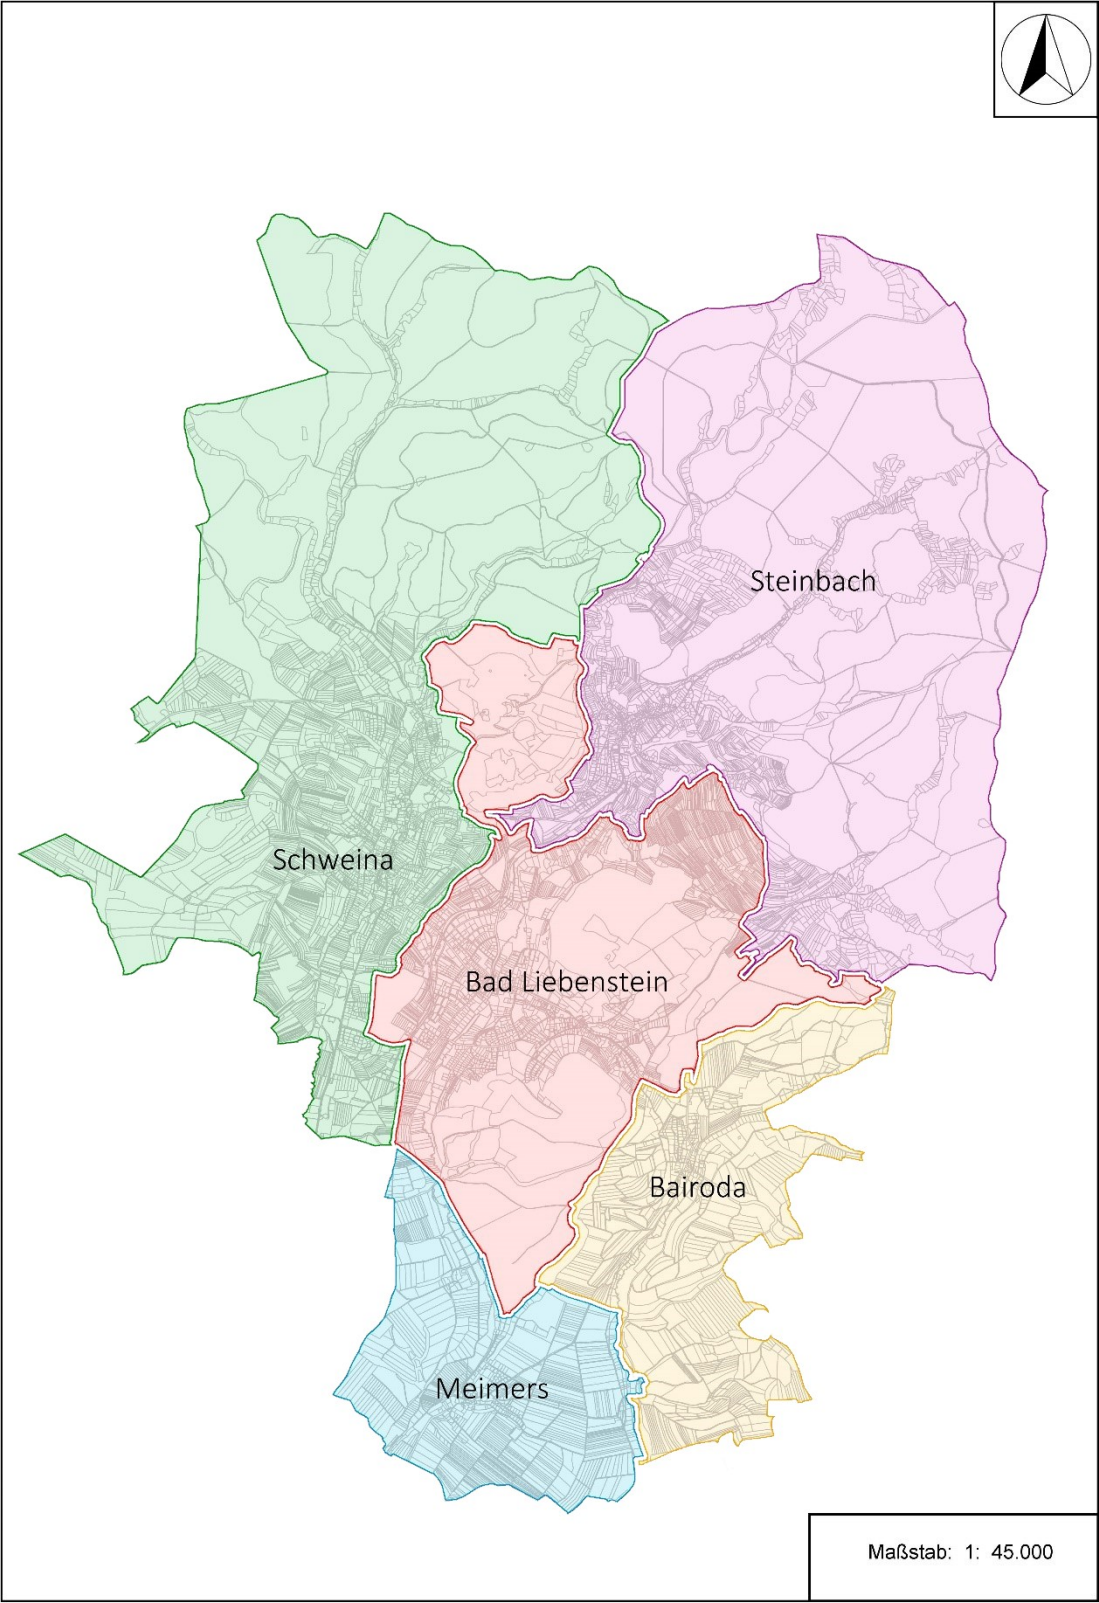 Steinbach
Schweina
Bad Liebenstein
Bairoda
Meimers
Maßstab: 1: 45.000